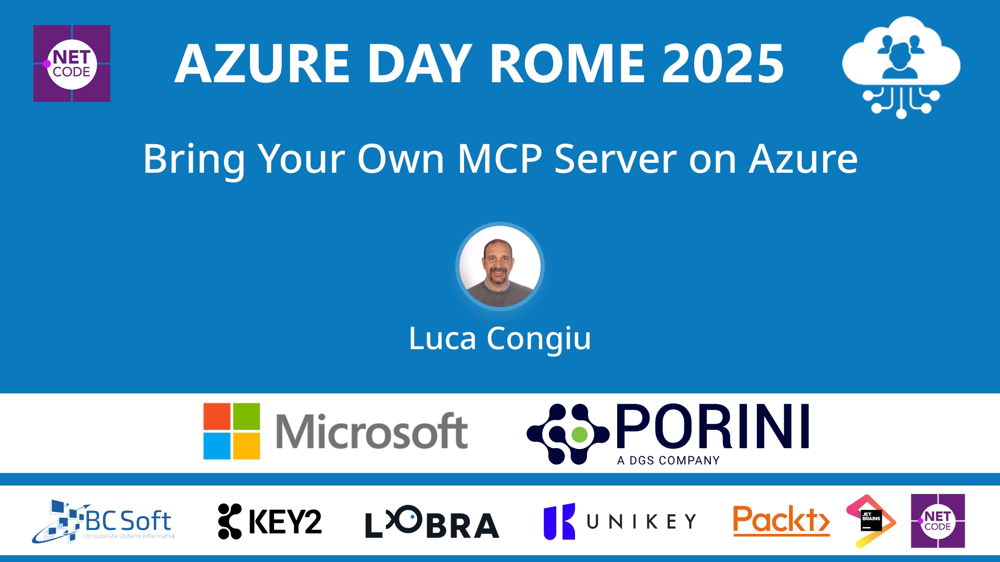 NET
CODE
AZURE DAY ROME 2025
Bring Your Own MCP Server on Azure
Luca Congiu
Microsoft
PORINI
A DGS COMPANY
BC Soft
consulenza sistemi informativi
KEY2
LOBRA
UNIKEY
Packt
JET
BRAINS
NET
CODE